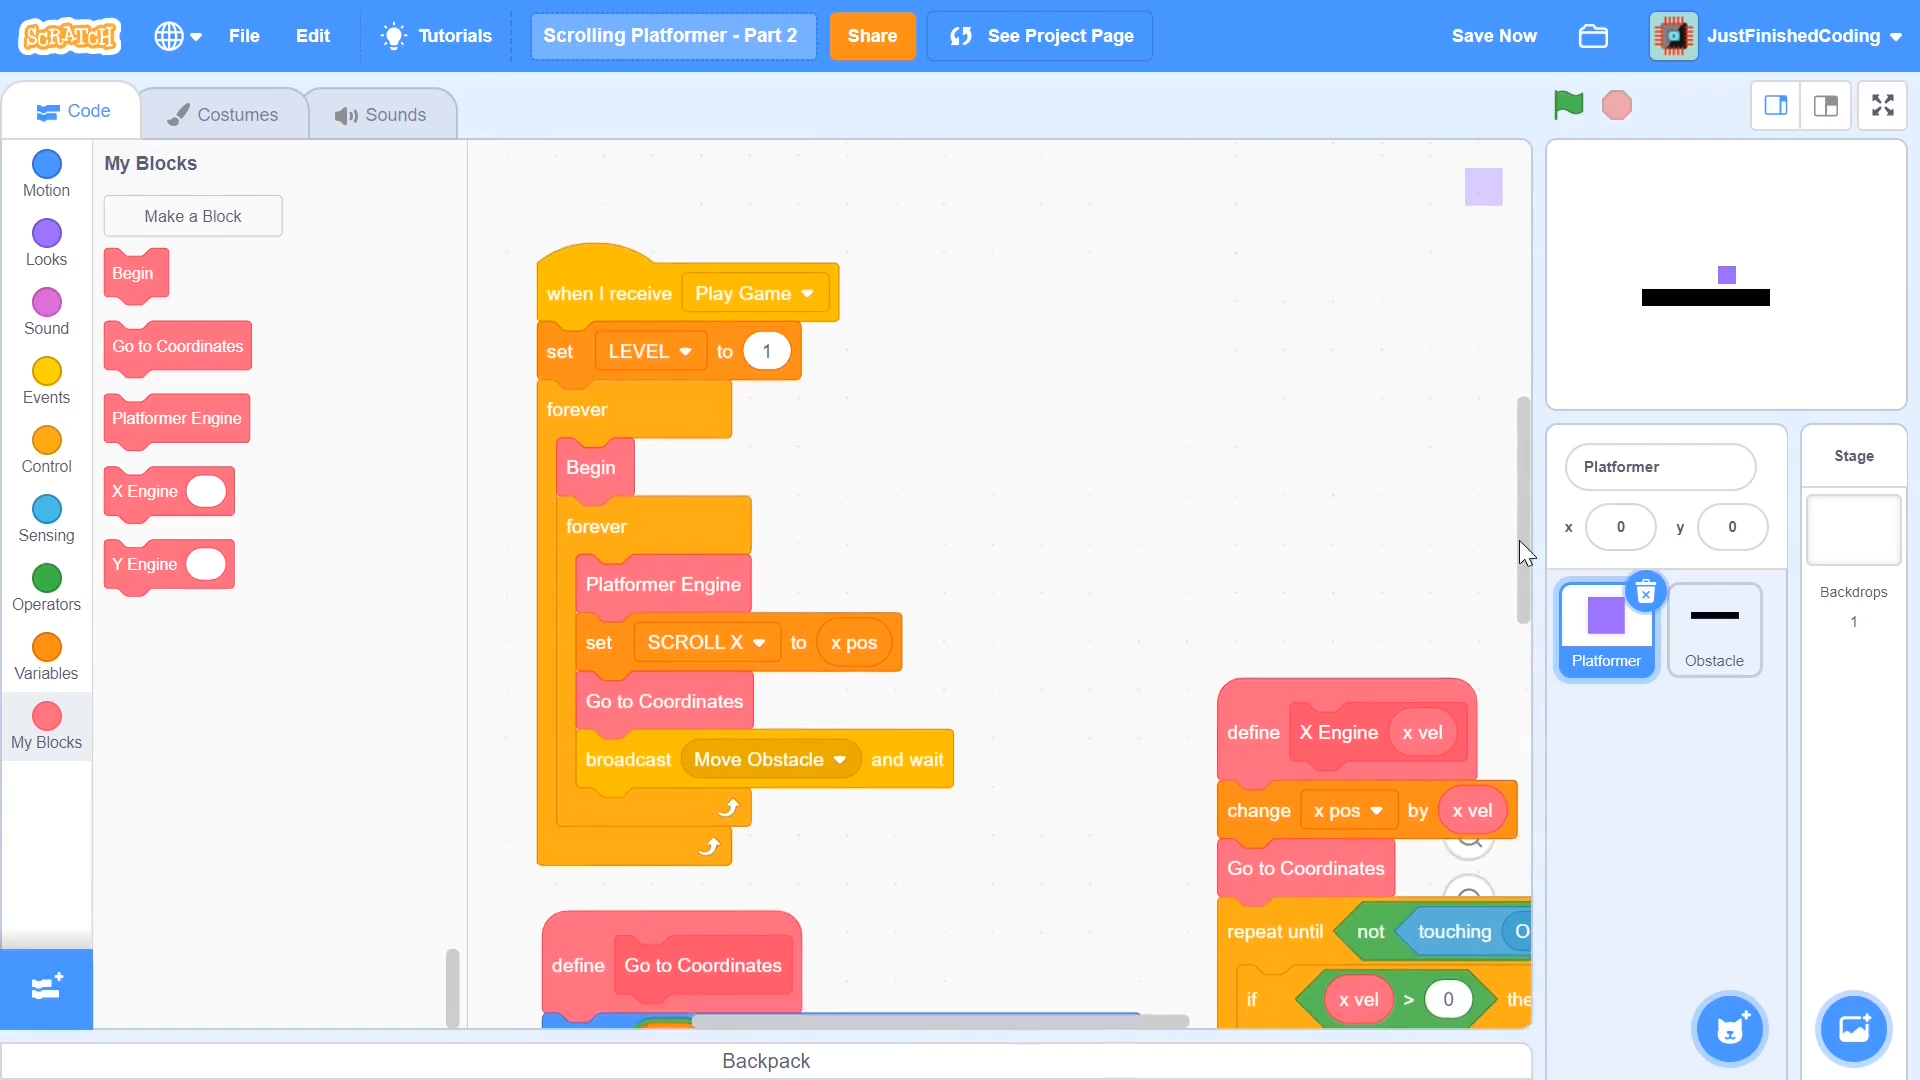 SCRATCH
File
Edit
Tutorials
Scrolling Platformer - Part 2
Share
See Project Page
Save Now
JustFinishedCoding
Code
Costumes
Sounds
Motion
Looks
Sound
Events
Control
Sensing
Operators
Variables
My Blocks
My Blocks
Make a Block
Begin
Go to Coordinates
Platformer Engine
X Engine
Y Engine
when I receive Play Game
set LEVEL to 1
forever
Begin
forever
Platformer Engine
set SCROLL X to x pos
Go to Coordinates
broadcast Move Obstacle and wait
define Go to Coordinates
define X Engine x vel
change x pos by x vel
Go to Coordinates
repeat until not touching O
if x vel > 0 the
Platformer
x 0 y 0
Platformer
Obstacle
Stage
Backdrops
1
Backpack